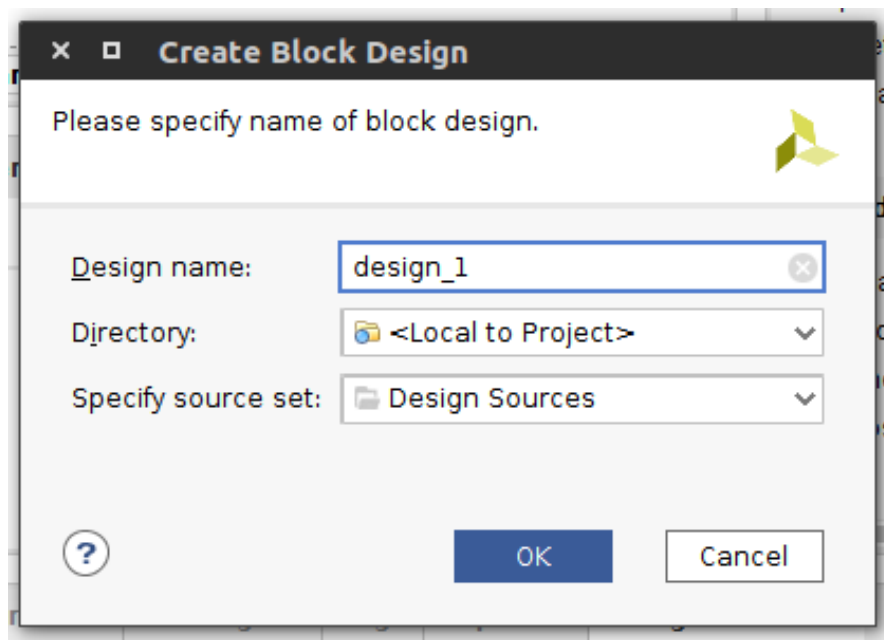 Create Block Design
Please specify name of block design.
Design name: design_1
Directory: <Local to Project>
Specify source set: Design Sources
? OK Cancel